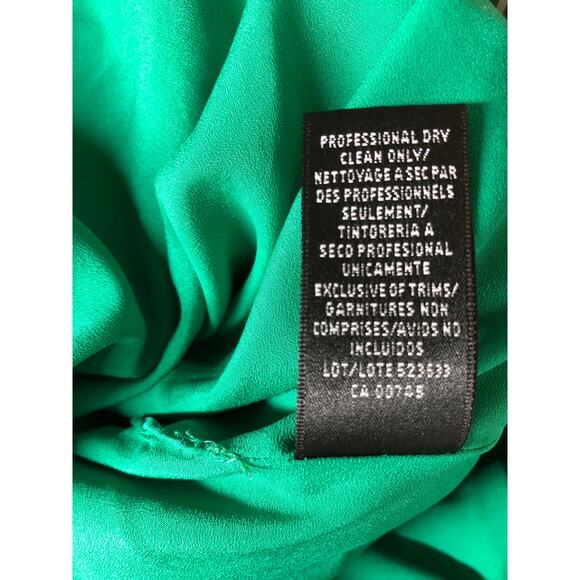 PROFESSIONAL DRY
CLEAN ONLY/
NETTOYAGE A SEC PAR
DES PROFESSIONNELS
SEULEMENT/
TINTORERIA A
SECO PROFESIONAL
UNICAMENTE
EXCLUSIVE OF TRIMS/
GARNITURES NON
COMPRISES/AVIOS NO
INCLUIDOS
LOT/LOTE 523633
CA 00745